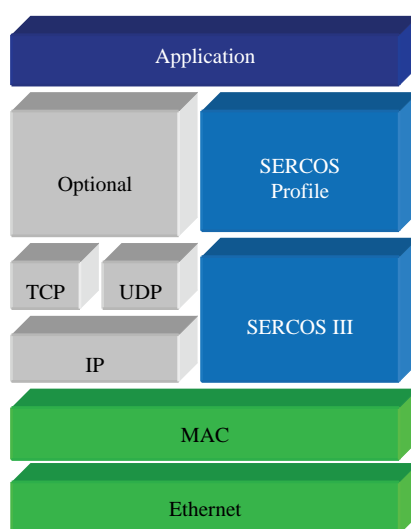 Application
Optional
SERCOS
Profile
TCP
UDP
SERCOS III
IP
MAC
Ethernet